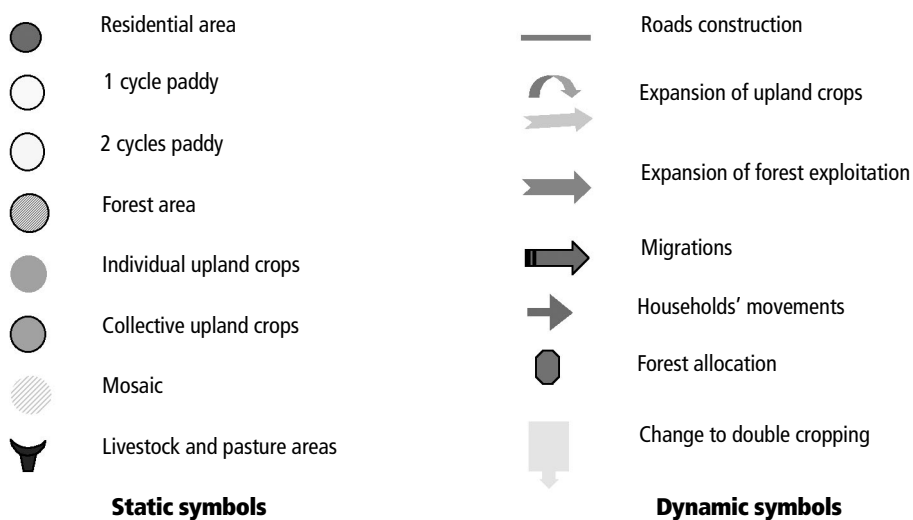 Residential area
1 cycle paddy
2 cycles paddy
Forest area
Individual upland crops
Collective upland crops
Mosaic
Livestock and pasture areas
Static symbols
Roads construction
Expansion of upland crops
Expansion of forest exploitation
Migrations
Households’ movements
Forest allocation
Change to double cropping
Dynamic symbols